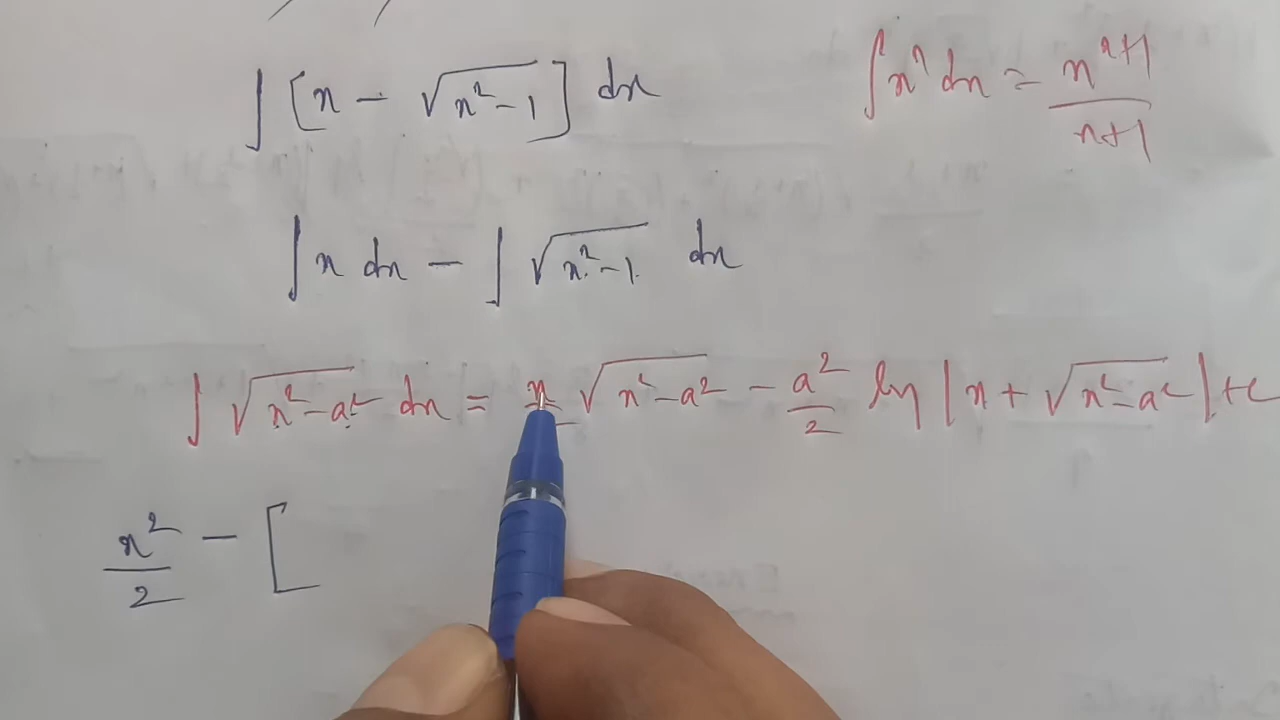 ∫ [x − √(x² − 1)] dx
∫ xⁿ dx = xⁿ⁺¹ / n+1
∫ x dx − ∫ √(x² − 1) dx
∫ √(x² − a²) dx = x/2 √(x² − a²) − a²/2 ln |x + √(x² − a²)| + c
x²/2 − [